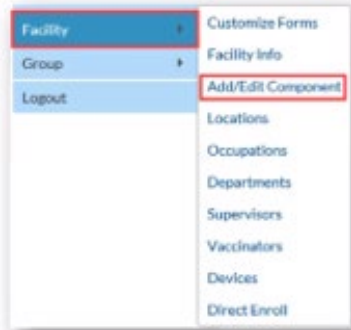 Facility
Group
Logout
Customize Forms
Facility Info
Add/Edit Component
Locations
Occupations
Departments
Supervisors
Vaccinators
Devices
Direct Enroll